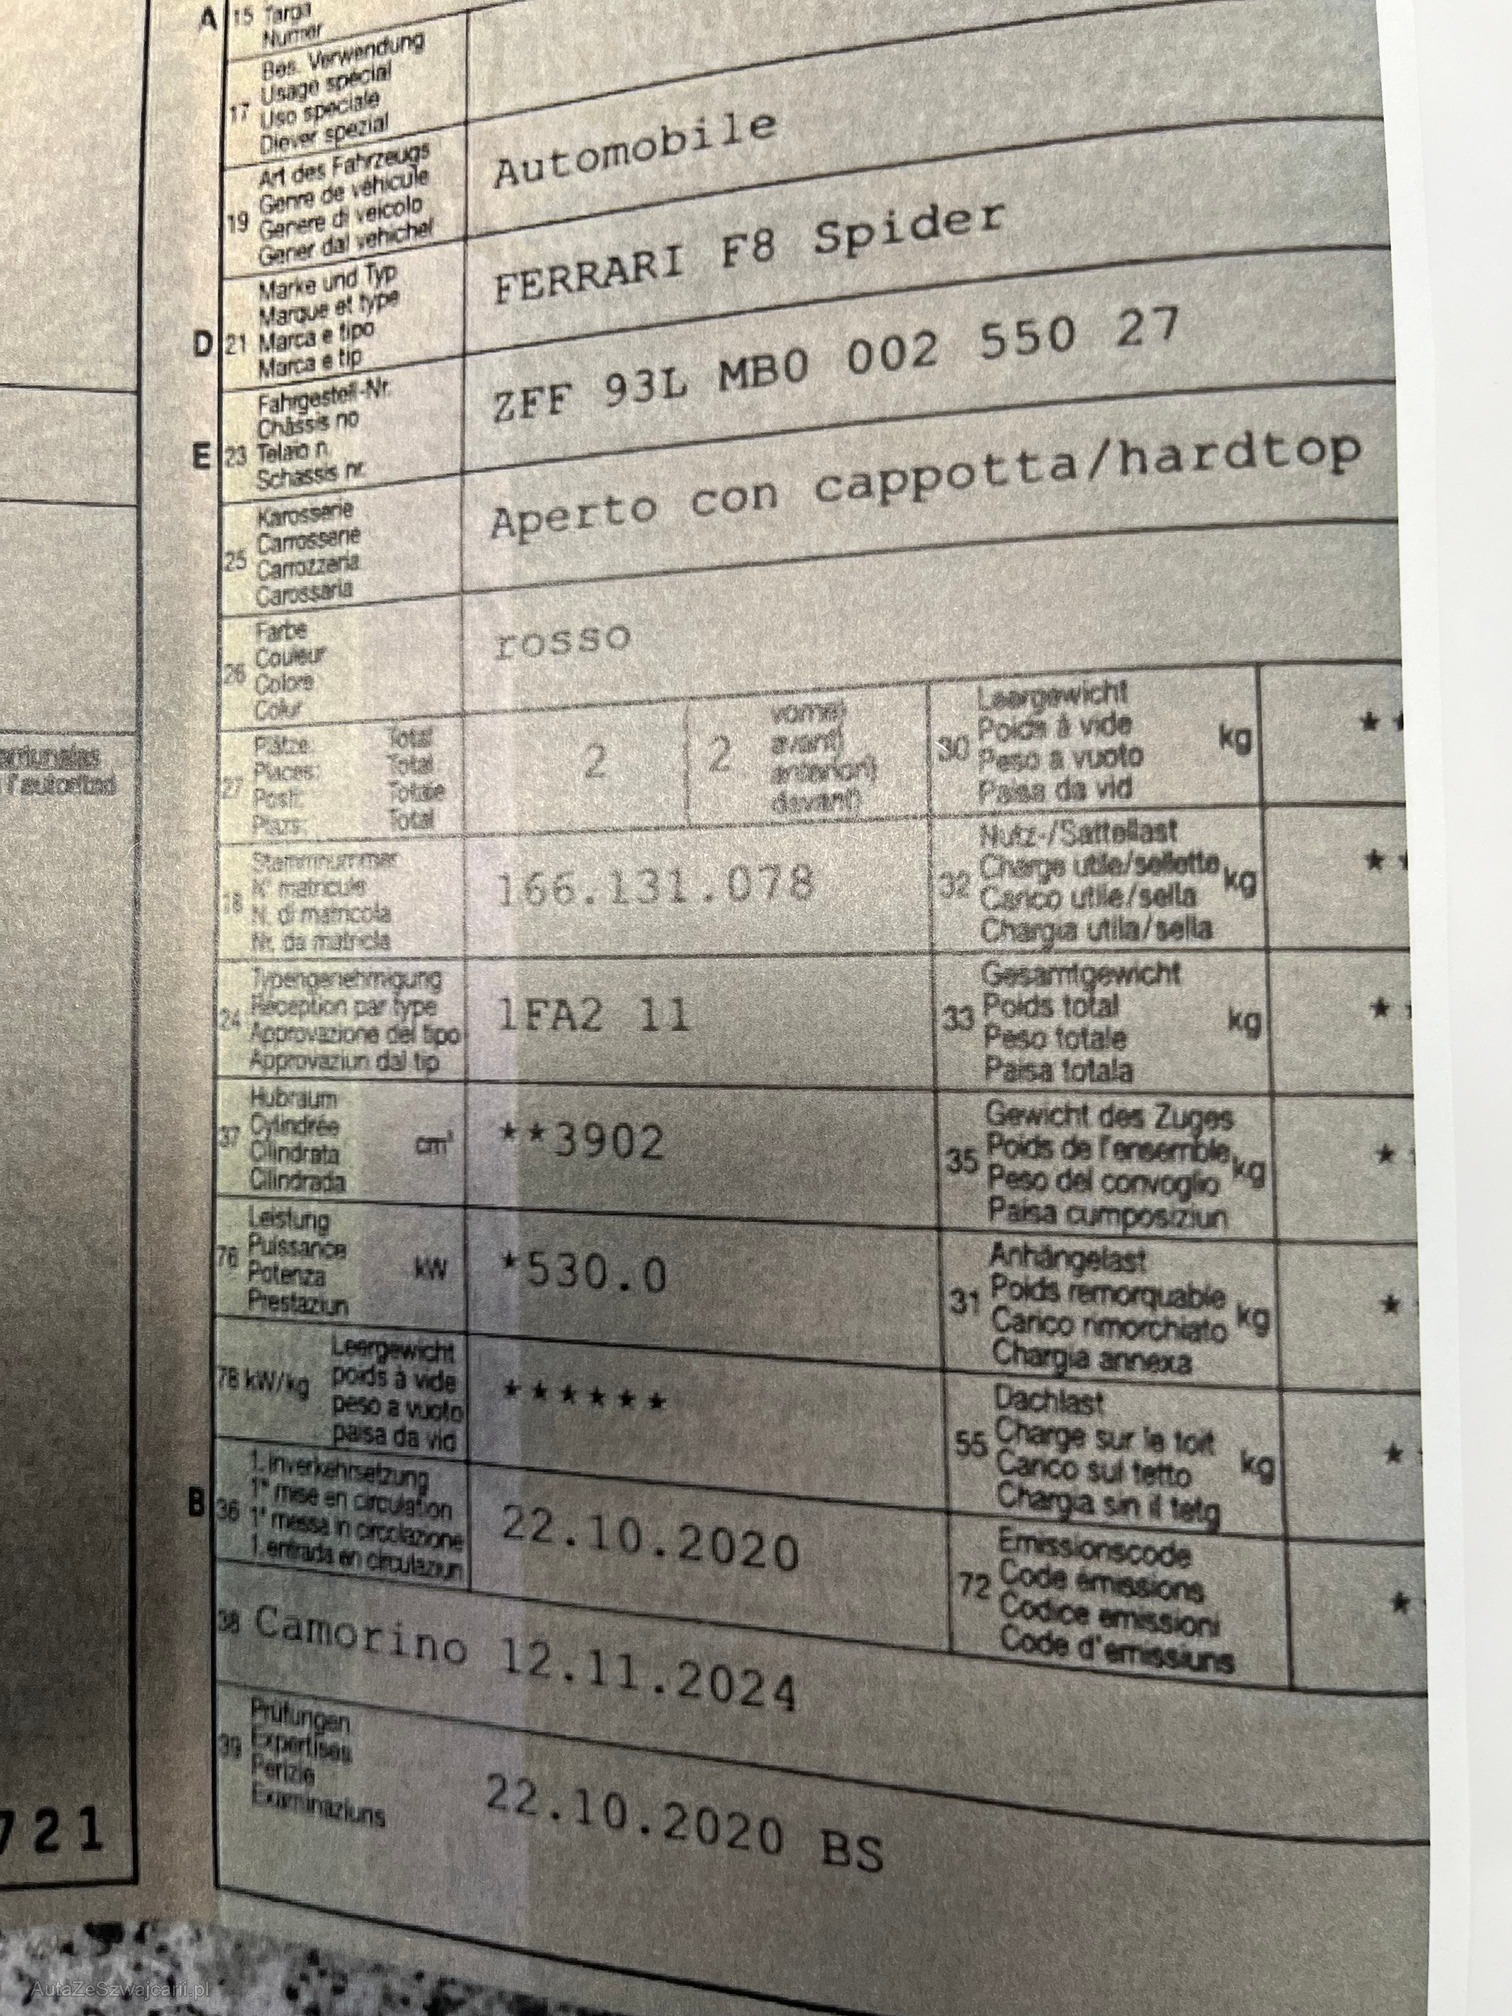 A 15 Targa
Numer
17 Bes. Verwendung
Usage spécial
Uso speciale
Diever spezial
19 Art des Fahrzeugs
Genre de véhicule
Genere di veicolo
Gener dal vehichel
Automobile
D 21 Marke und Typ
Marque et type
Marca e tipo
Marca e tip
FERRARI F8 Spider
E 23 Fahrgestell-Nr.
Châssis no
Telaio n.
Schassis nr.
ZFF 93L MB0 002 550 27
25 Karosserie
Carrosserie
Carrozzeria
Carossaria
Aperto con cappotta/hardtop
26 Farbe
Couleur
Colore
Colur
rosso
27 Plätze: Total
Places: Total
Posti: Totale
Plazs: Total
2 ( 2 vorne)
avant)
anteriori)
davant)
30 Leergewicht
Poids à vide
Peso a vuoto
Paisa da vid
kg
**
18 Stammnummer
N° matricule
N. di matricola
Nr. da matricla
166.131.078
32 Nutz-/Sattellast
Charge utile/sellette
Carico utile/sella
Chargia utila/sella
kg
**
24 Typengenehmigung
Réception par type
Approvazione del tipo
Approvaziun dal tip
1FA2 11
33 Gesamtgewicht
Poids total
Peso totale
Paisa totala
kg
*
37 Hubraum
Cylindrée
Cilindrata
Cilindrada
cm³
**3902
35 Gewicht des Zuges
Poids de l'ensemble
Peso del convoglio
Paisa cumposiziun
kg
*
76 Leistung
Puissance
Potenza
Prestaziun
kW
*530.0
31 Anhängelast
Poids remorquable
Carico rimorchiato
Chargia annexa
kg
*
78 kW/kg Leergewicht
poids à vide
peso a vuoto
paisa da vid
******
55 Dachlast
Charge sur le toit
Carico sul tetto
Chargia sin il tetg
kg
*
B 36 1. Inverkehrsetzung
1re mise en circulation
1a messa in circolazione
1. entrada en circulaziun
22.10.2020
72 Emissionscode
Code émissions
Codice emissioni
Code d'emissiuns
*
38 Camorino 12.11.2024
39 Prüfungen
Expertises
Perizie
Examinaziuns
22.10.2020 BS
721
AutaZeSzwajcarii.pl